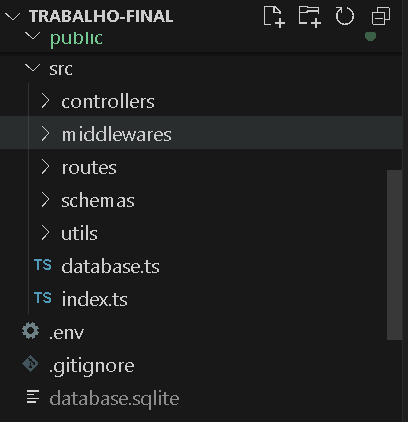 TRABALHO-FINAL
public
src
controllers
middlewares
routes
schemas
utils
TS database.ts
TS index.ts
.env
.gitignore
database.sqlite